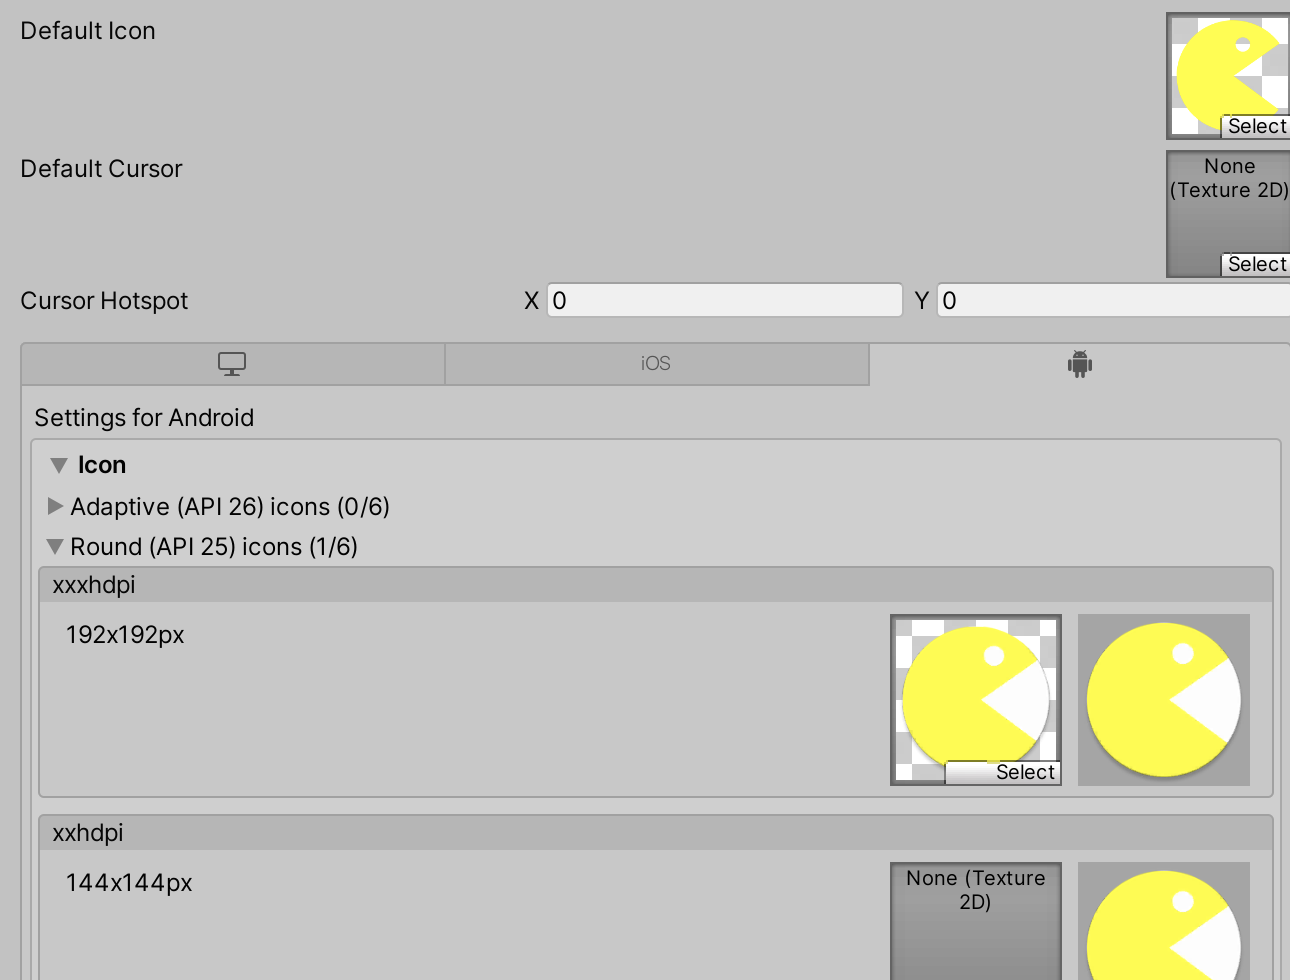 Default Icon
Select
Default Cursor
None
(Texture 2D)
Select
Cursor Hotspot X 0 Y 0
iOS
Settings for Android
Icon
Adaptive (API 26) icons (0/6)
Round (API 25) icons (1/6)
xxxhdpi
192x192px
Select
xxhdpi
144x144px
None (Texture
2D)